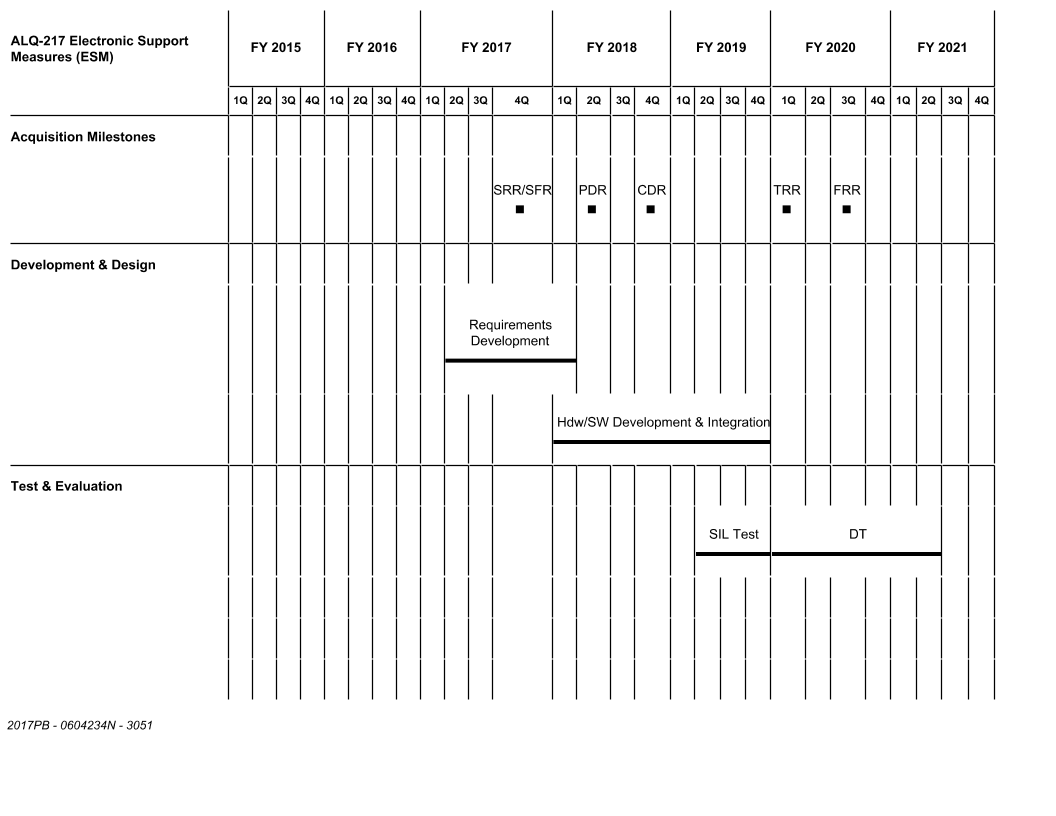 ALQ-217 Electronic Support
Measures (ESM)
FY 2015 FY 2016 FY 2017 FY 2018 FY 2019 FY 2020 FY 2021
1Q 2Q 3Q 4Q 1Q 2Q 3Q 4Q 1Q 2Q 3Q 4Q 1Q 2Q 3Q 4Q 1Q 2Q 3Q 4Q 1Q 2Q 3Q 4Q 1Q 2Q 3Q 4Q
Acquisition Milestones
SRR/SFR PDR CDR TRR FRR
Development & Design
Requirements
Development
Hdw/SW Development & Integration
Test & Evaluation
SIL Test DT
2017PB - 0604234N - 3051